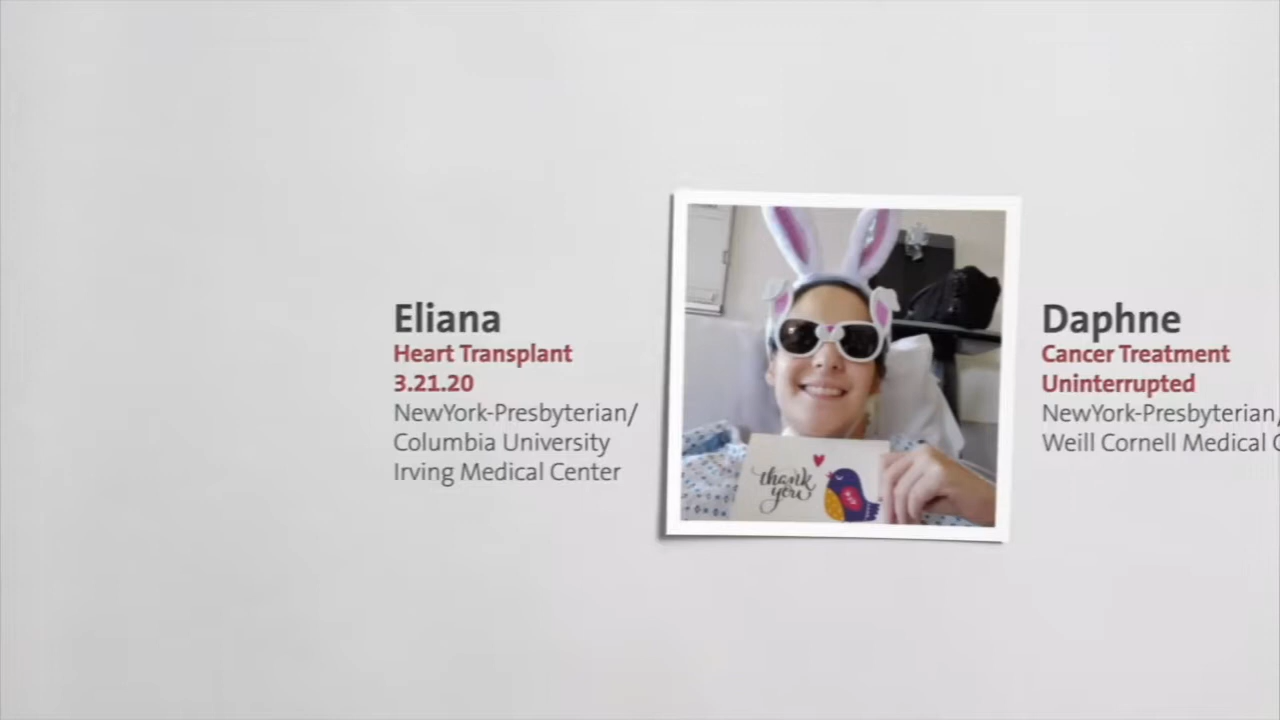 Eliana
Heart Transplant
3.21.20
NewYork-Presbyterian/
Columbia University
Irving Medical Center
thank
you
Daphne
Cancer Treatment
Uninterrupted
NewYork-Presbyterian/
Weill Cornell Medical